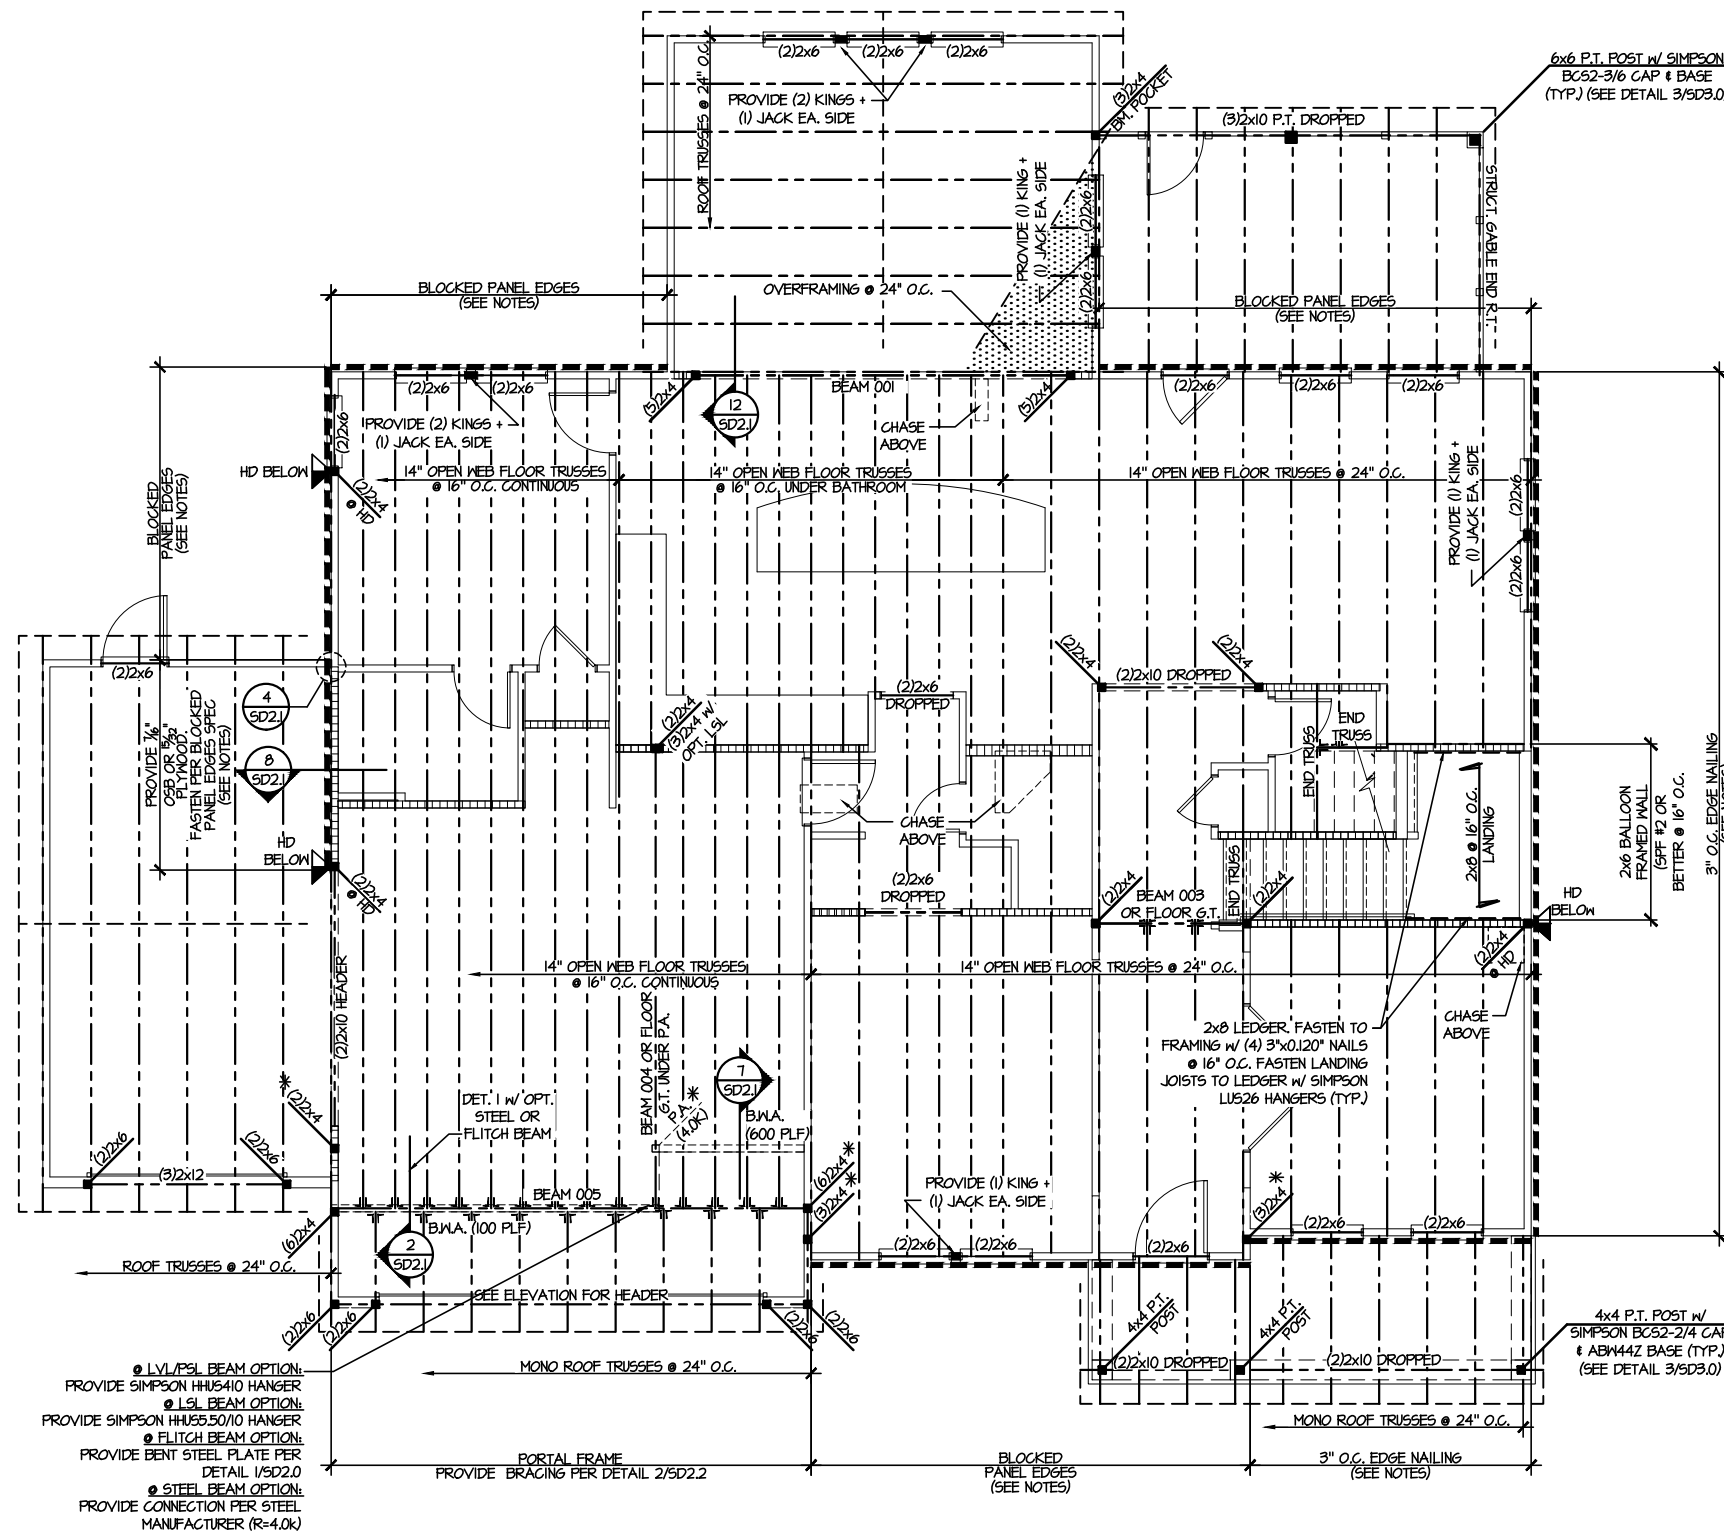 (2)2x6
(2)2x6
(2)2x6
ROOF TRUSSES @ 24" O.C.
PROVIDE (2) KINGS +
(1) JACK EA. SIDE
(3)2x4
BM. POCKET
6x6 P.T. POST W/ SIMPSON
BCS2-3/6 CAP & BASE
(TYP.) (SEE DETAIL 3/SD3.0
(3)2x10 P.T. DROPPED
PROVIDE (1) KING +
(1) JACK EA. SIDE
(2)2x6
(2)2x6
STRUCT. GABLE END R.T.
BLOCKED PANEL EDGES
(SEE NOTES)
OVERFRAMING @ 24" O.C.
BLOCKED PANEL EDGES
(SEE NOTES)
(2)2x6
(2)2x6
(2)2x6
PROVIDE (2) KINGS +
(1) JACK EA. SIDE
(5)2x4
12
SD2.1
BEAM 001
CHASE
ABOVE
(5)2x4
(2)2x6
(2)2x6
(2)2x6
HD BELOW
(2)2x4
@ HD
BLOCKED
PANEL EDGES
(SEE NOTES)
14" OPEN WEB FLOOR TRUSSES
@ 16" O.C. CONTINUOUS
14" OPEN WEB FLOOR TRUSSES
@ 16" O.C. UNDER BATHROOM
14" OPEN WEB FLOOR TRUSSES @ 24" O.C.
PROVIDE (1) KING +
(1) JACK EA. SIDE
(2)2x6
(2)2x6
(2)2x6
4
SD2.1
8
SD2.1
PROVIDE 7/16"
OSB OR 15/32"
PLYWOOD.
FASTEN PER BLOCKED
PANEL EDGES SPEC
(SEE NOTES)
HD
BELOW
(2)2x4
@ HD
(2)2x4
(3)2x4 W/
OPT. LSL
(2)2x6
DROPPED
(2)2x4
(2)2x4
(2)2x10 DROPPED
END
TRUSS
END TRUSS
CHASE
ABOVE
(2)2x6
DROPPED
(2)2x4
BEAM 003
OR FLOOR G.T.
END TRUSS
(2)2x4
2x8 @ 16" O.C.
LANDING
2x6 BALLOON
FRAMED WALL
(SPF #2 OR
BETTER @ 16" O.C.
3" O.C. EDGE NAILING
HD
BELOW
(2)2x4
@ HD
CHASE
ABOVE
(2)2x10 HEADER
14" OPEN WEB FLOOR TRUSSES
@ 16" O.C. CONTINUOUS
14" OPEN WEB FLOOR TRUSSES @ 24" O.C.
2x8 LEDGER. FASTEN TO
FRAMING W/ (4) 3"x0.120" NAILS
@ 16" O.C. FASTEN LANDING
JOISTS TO LEDGER W/ SIMPSON
LUS26 HANGERS (TYP.)
BEAM 004 OR FLOOR
G.T. UNDER P.A.
P.A. *
(4.0K)
7
SD2.1
B.W.A.
(600 PLF)
DET. 1 W/ OPT.
STEEL OR
FLITCH BEAM
*
(2)2x4
(2)2x6
(2)2x6
(3)2x12
(6)2x4
BEAM 005
B.W.A. (100 PLF)
2
SD2.1
(6)2x4 *
(3)2x4 *
PROVIDE (1) KING +
(1) JACK EA. SIDE
(2)2x6
(2)2x6
(2)2x6
*
(3)2x4
(2)2x6
(2)2x6
ROOF TRUSSES @ 24" O.C.
SEE ELEVATION FOR HEADER
(2)2x6
(2)2x6
(2)2x6
(2)2x6
4x4 P.T.
POST
4x4 P.T.
POST
4x4 P.T. POST W/
SIMPSON BCS2-2/4 CAP
& ABW44Z BASE (TYP.)
(SEE DETAIL 3/SD3.0)
(2)2x10 DROPPED
(2)2x10 DROPPED
MONO ROOF TRUSSES @ 24" O.C.
MONO ROOF TRUSSES @ 24" O.C.
@ LVL/PSL BEAM OPTION:
PROVIDE SIMPSON HHUS410 HANGER
@ LSL BEAM OPTION:
PROVIDE SIMPSON HHUS5.50/10 HANGER
@ FLITCH BEAM OPTION:
PROVIDE BENT STEEL PLATE PER
DETAIL 1/SD2.0
@ STEEL BEAM OPTION:
PROVIDE CONNECTION PER STEEL
MANUFACTURER (R=4.0k)
PORTAL FRAME
PROVIDE BRACING PER DETAIL 2/SD2.2
BLOCKED
PANEL EDGES
(SEE NOTES)
3" O.C. EDGE NAILING
(SEE NOTES)